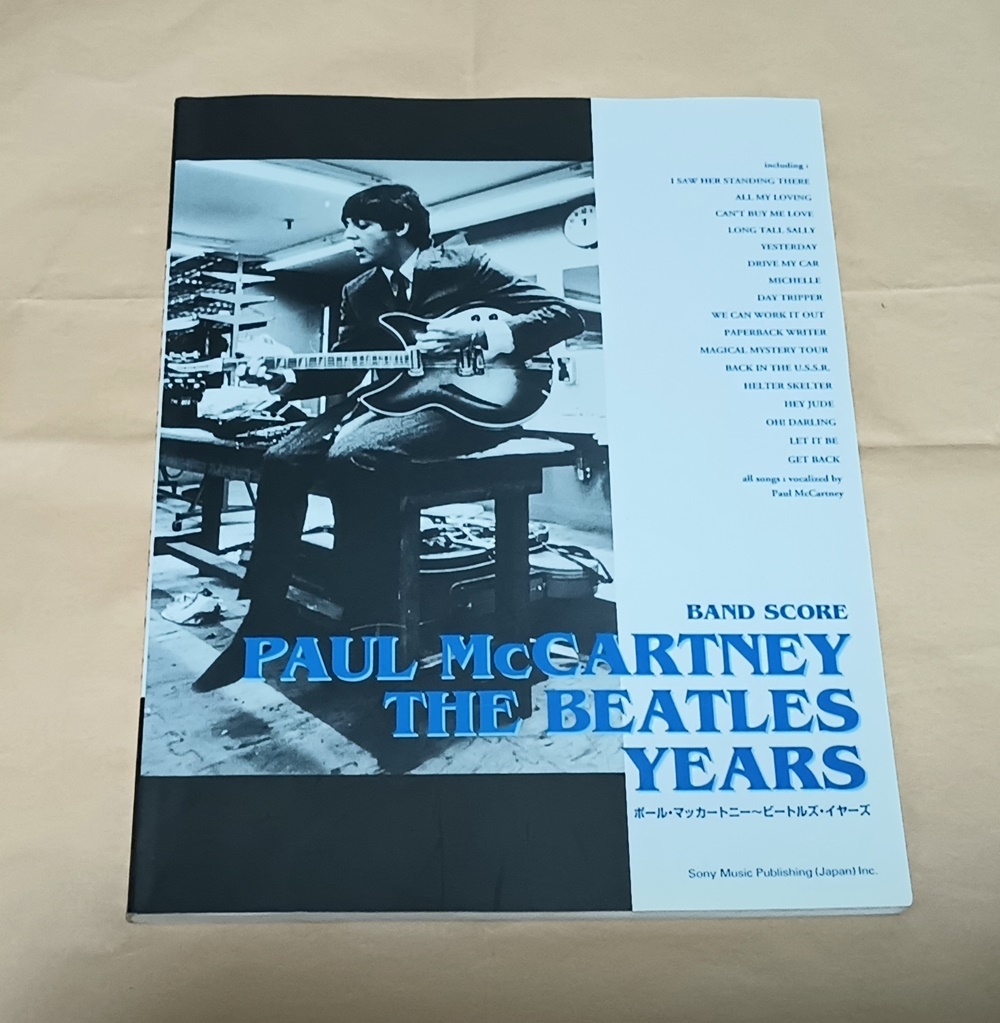 including :
I SAW HER STANDING THERE
ALL MY LOVING
CAN'T BUY ME LOVE
LONG TALL SALLY
YESTERDAY
DRIVE MY CAR
MICHELLE
DAY TRIPPER
WE CAN WORK IT OUT
PAPERBACK WRITER
MAGICAL MYSTERY TOUR
BACK IN THE U.S.S.R.
HELTER SKELTER
HEY JUDE
OH! DARLING
LET IT BE
GET BACK
all songs : vocalized by
Paul McCartney
BAND SCORE
PAUL McCARTNEY
THE BEATLES
YEARS
ポール・マッカートニー〜ビートルズ・イヤーズ
Sony Music Publishing (Japan) Inc.